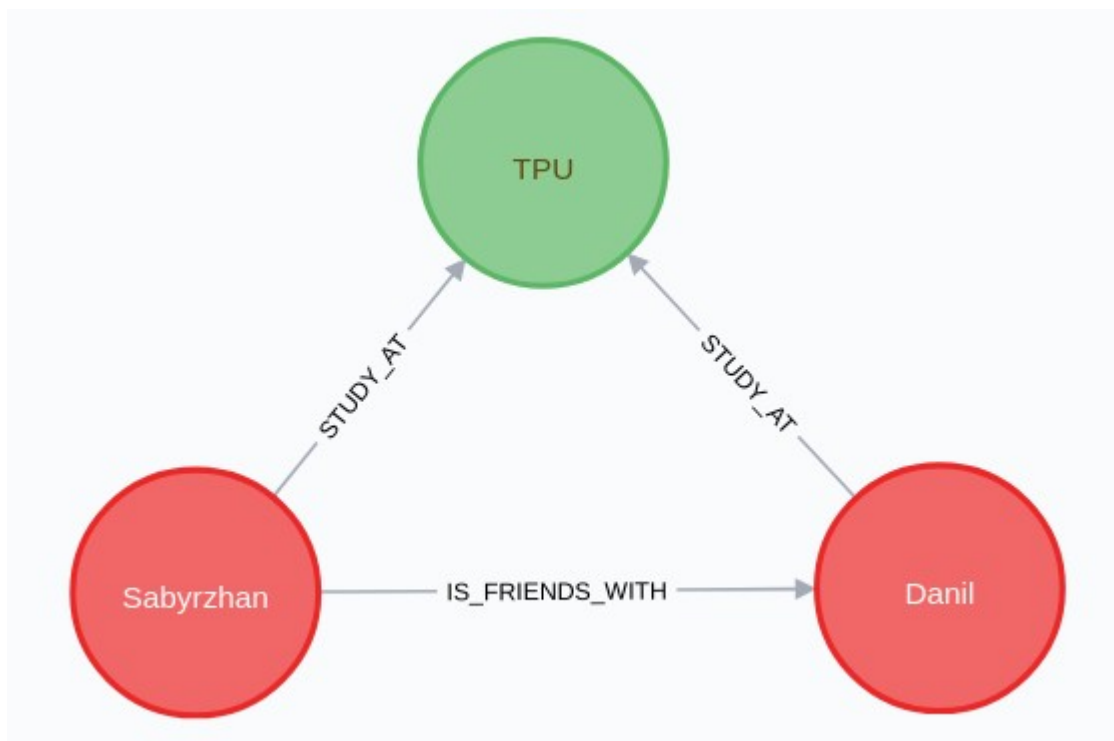 TPU
STUDY_AT
STUDY_AT
Sabyrzhan
IS_FRIENDS_WITH
Danil